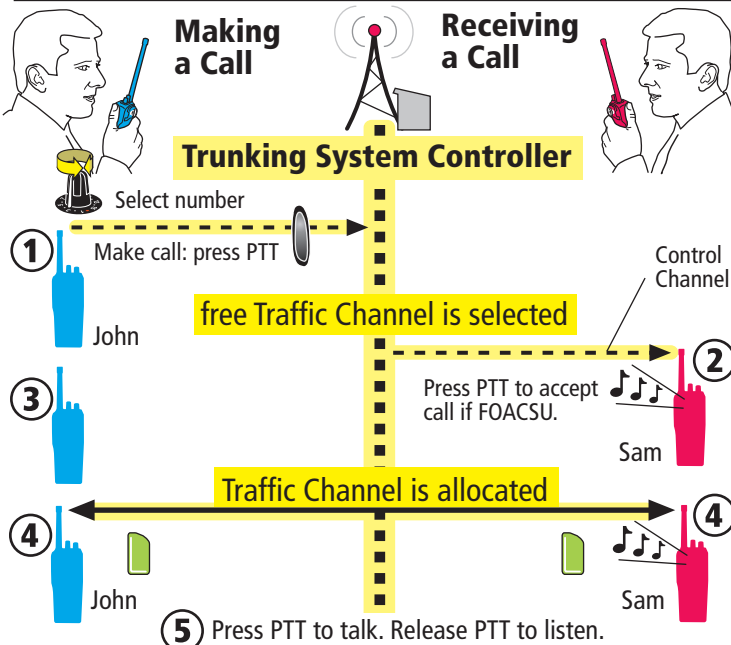 Making
a Call
Receiving
a Call
Trunking System Controller
Select number
1
Make call: press PTT
Control
Channel
John
free Traffic Channel is selected
2
3
Press PTT to accept
call if FOACSU.
Sam
Traffic Channel is allocated
4
4
John
Sam
5 Press PTT to talk. Release PTT to listen.